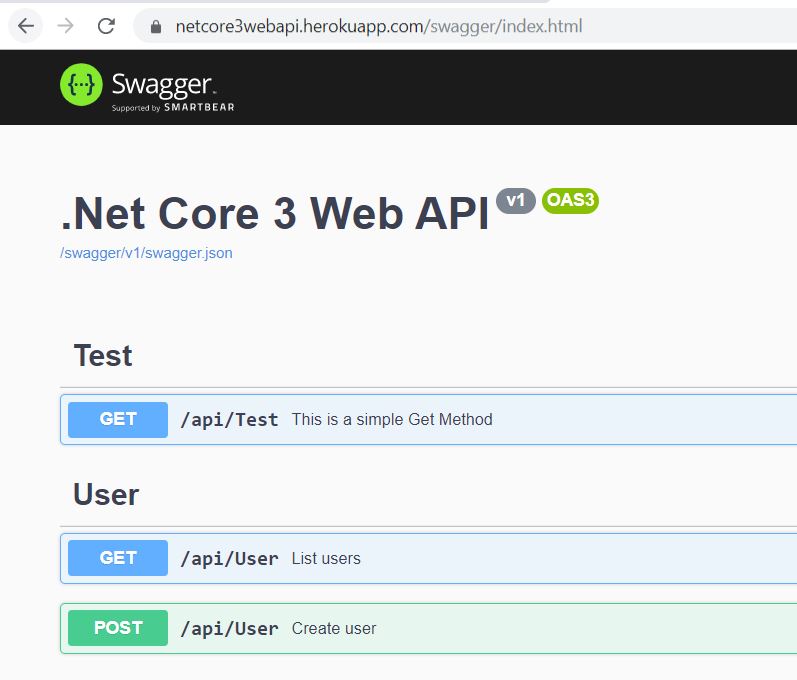 netcore3webapi.herokuapp.com/swagger/index.html
{···} Swagger™
Supported by SMARTBEAR
.Net Core 3 Web API v1 OAS3
/swagger/v1/swagger.json
Test
GET /api/Test This is a simple Get Method
User
GET /api/User List users
POST /api/User Create user